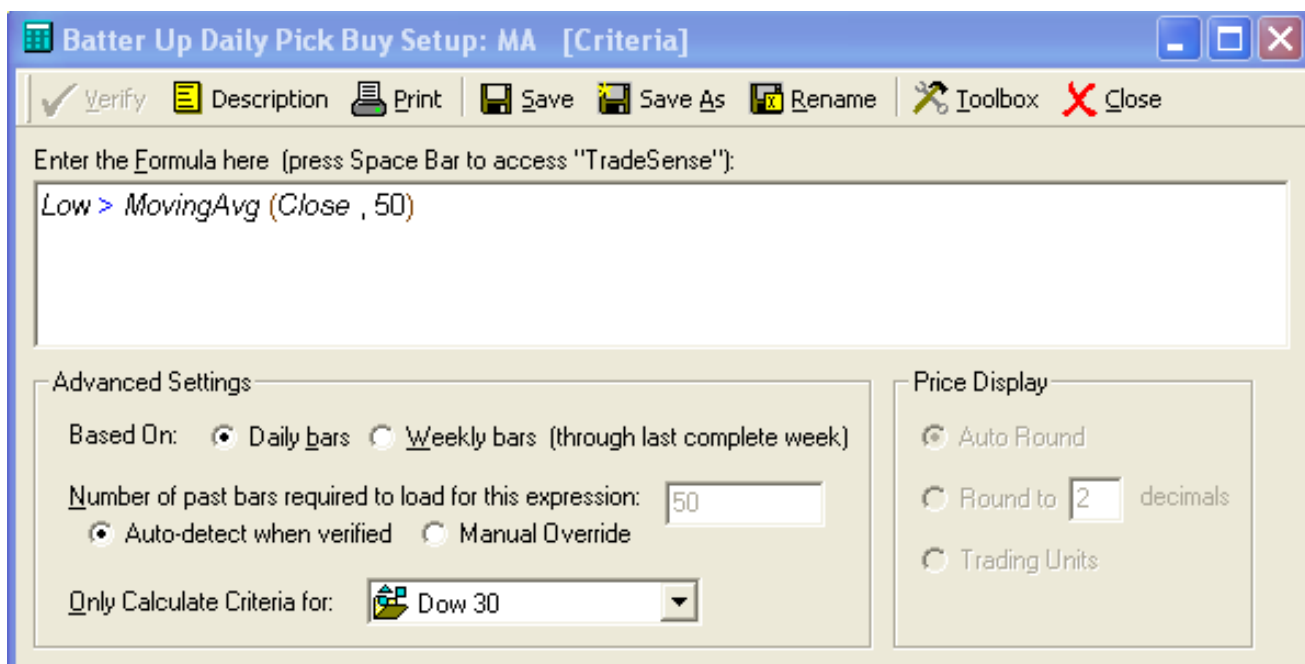 Batter Up Daily Pick Buy Setup: MA [Criteria]
Verify Description Print Save Save As Rename Toolbox Close
Enter the Formula here (press Space Bar to access "TradeSense"):
Low > MovingAvg (Close , 50)
Advanced Settings
Based On: Daily bars Weekly bars (through last complete week)
Number of past bars required to load for this expression: 50
Auto-detect when verified Manual Override
Only Calculate Criteria for: Dow 30
Price Display
Auto Round
Round to 2 decimals
Trading Units